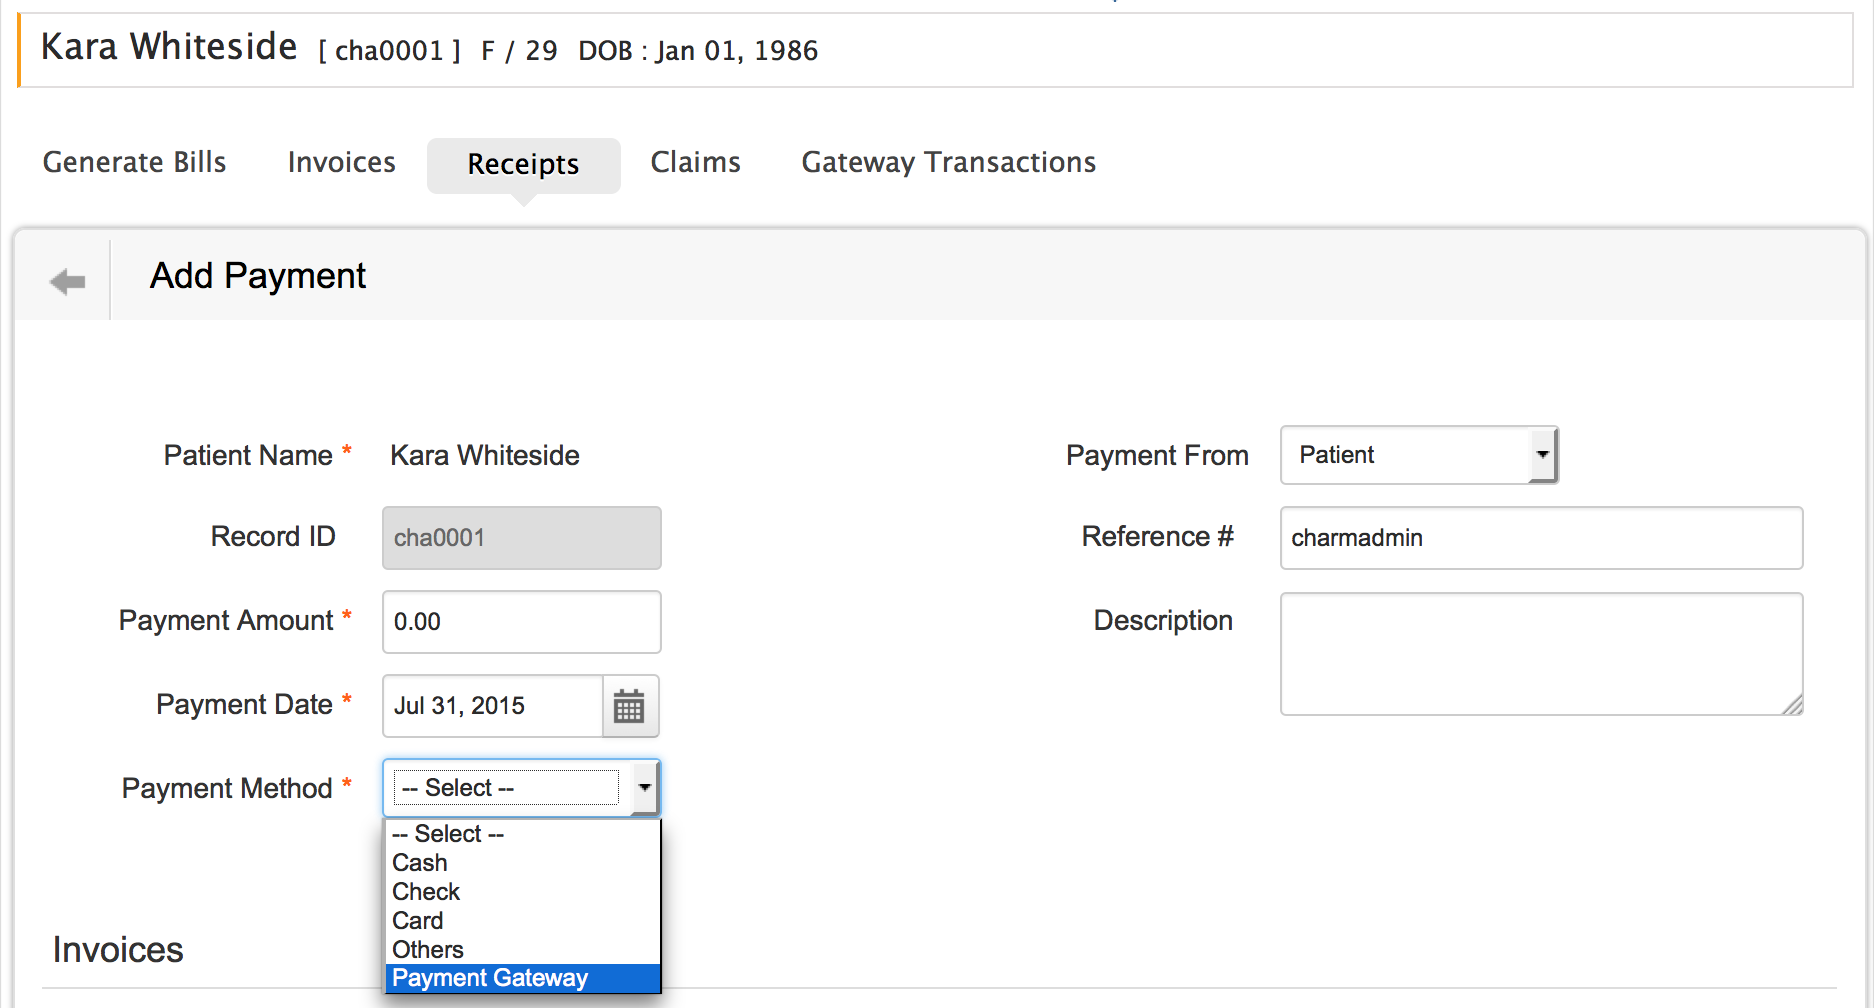 Kara Whiteside [ cha0001 ] F / 29 DOB : Jan 01, 1986
Generate Bills Invoices Receipts Claims Gateway Transactions
Add Payment
Patient Name * Kara Whiteside Payment From Patient
Record ID cha0001 Reference # charmadmin
Payment Amount * 0.00 Description
Payment Date * Jul 31, 2015
Payment Method * -- Select --
-- Select --
Cash
Check
Card
Others
Payment Gateway
Invoices